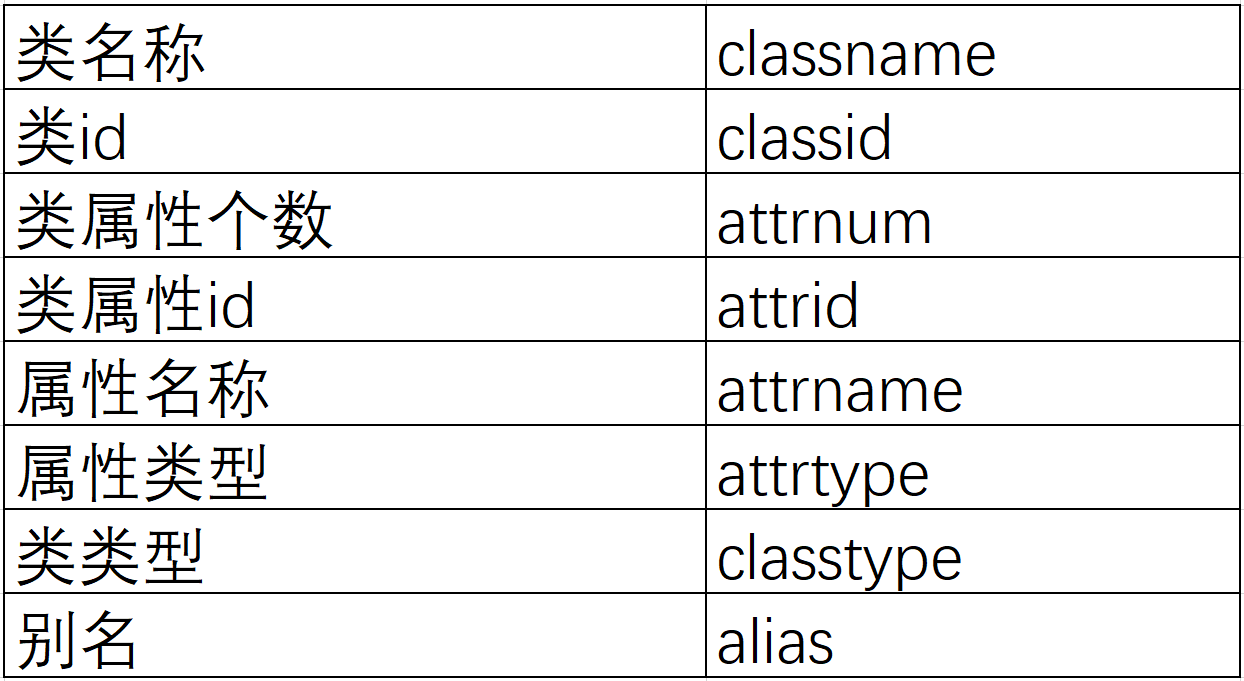 类名称 classname
类id classid
类属性个数 attrnum
类属性id attrid
属性名称 attrname
属性类型 attrtype
类类型 classtype
别名 alias